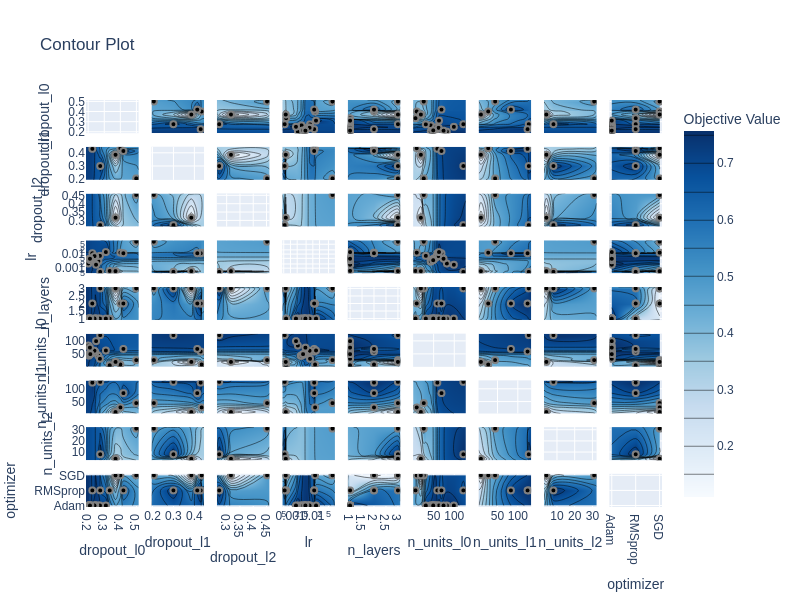 Contour Plot
Objective Value
0.7
0.6
0.5
0.4
0.3
0.2
dropout_l0
0.5
0.4
0.3
0.2
dropout_l1
0.4
0.3
0.2
dropout_l2
0.45
0.4
0.35
0.3
lr
5
0.01
0.001
5
n_layers
3
2.5
2
1.5
1
n_units_l0
100
50
n_units_l1
100
50
n_units_l2
30
20
10
optimizer
SGD
RMSprop
Adam
0.2 0.3 0.4 0.5
0.2 0.3 0.4
0.3 0.35 0.4 0.45
1 1.5 2 2.5 3
50 100
50 100
10 20 30
Adam RMSprop SGD
dropout_l0
dropout_l1
dropout_l2
lr
n_layers
n_units_l0
n_units_l1
n_units_l2
optimizer